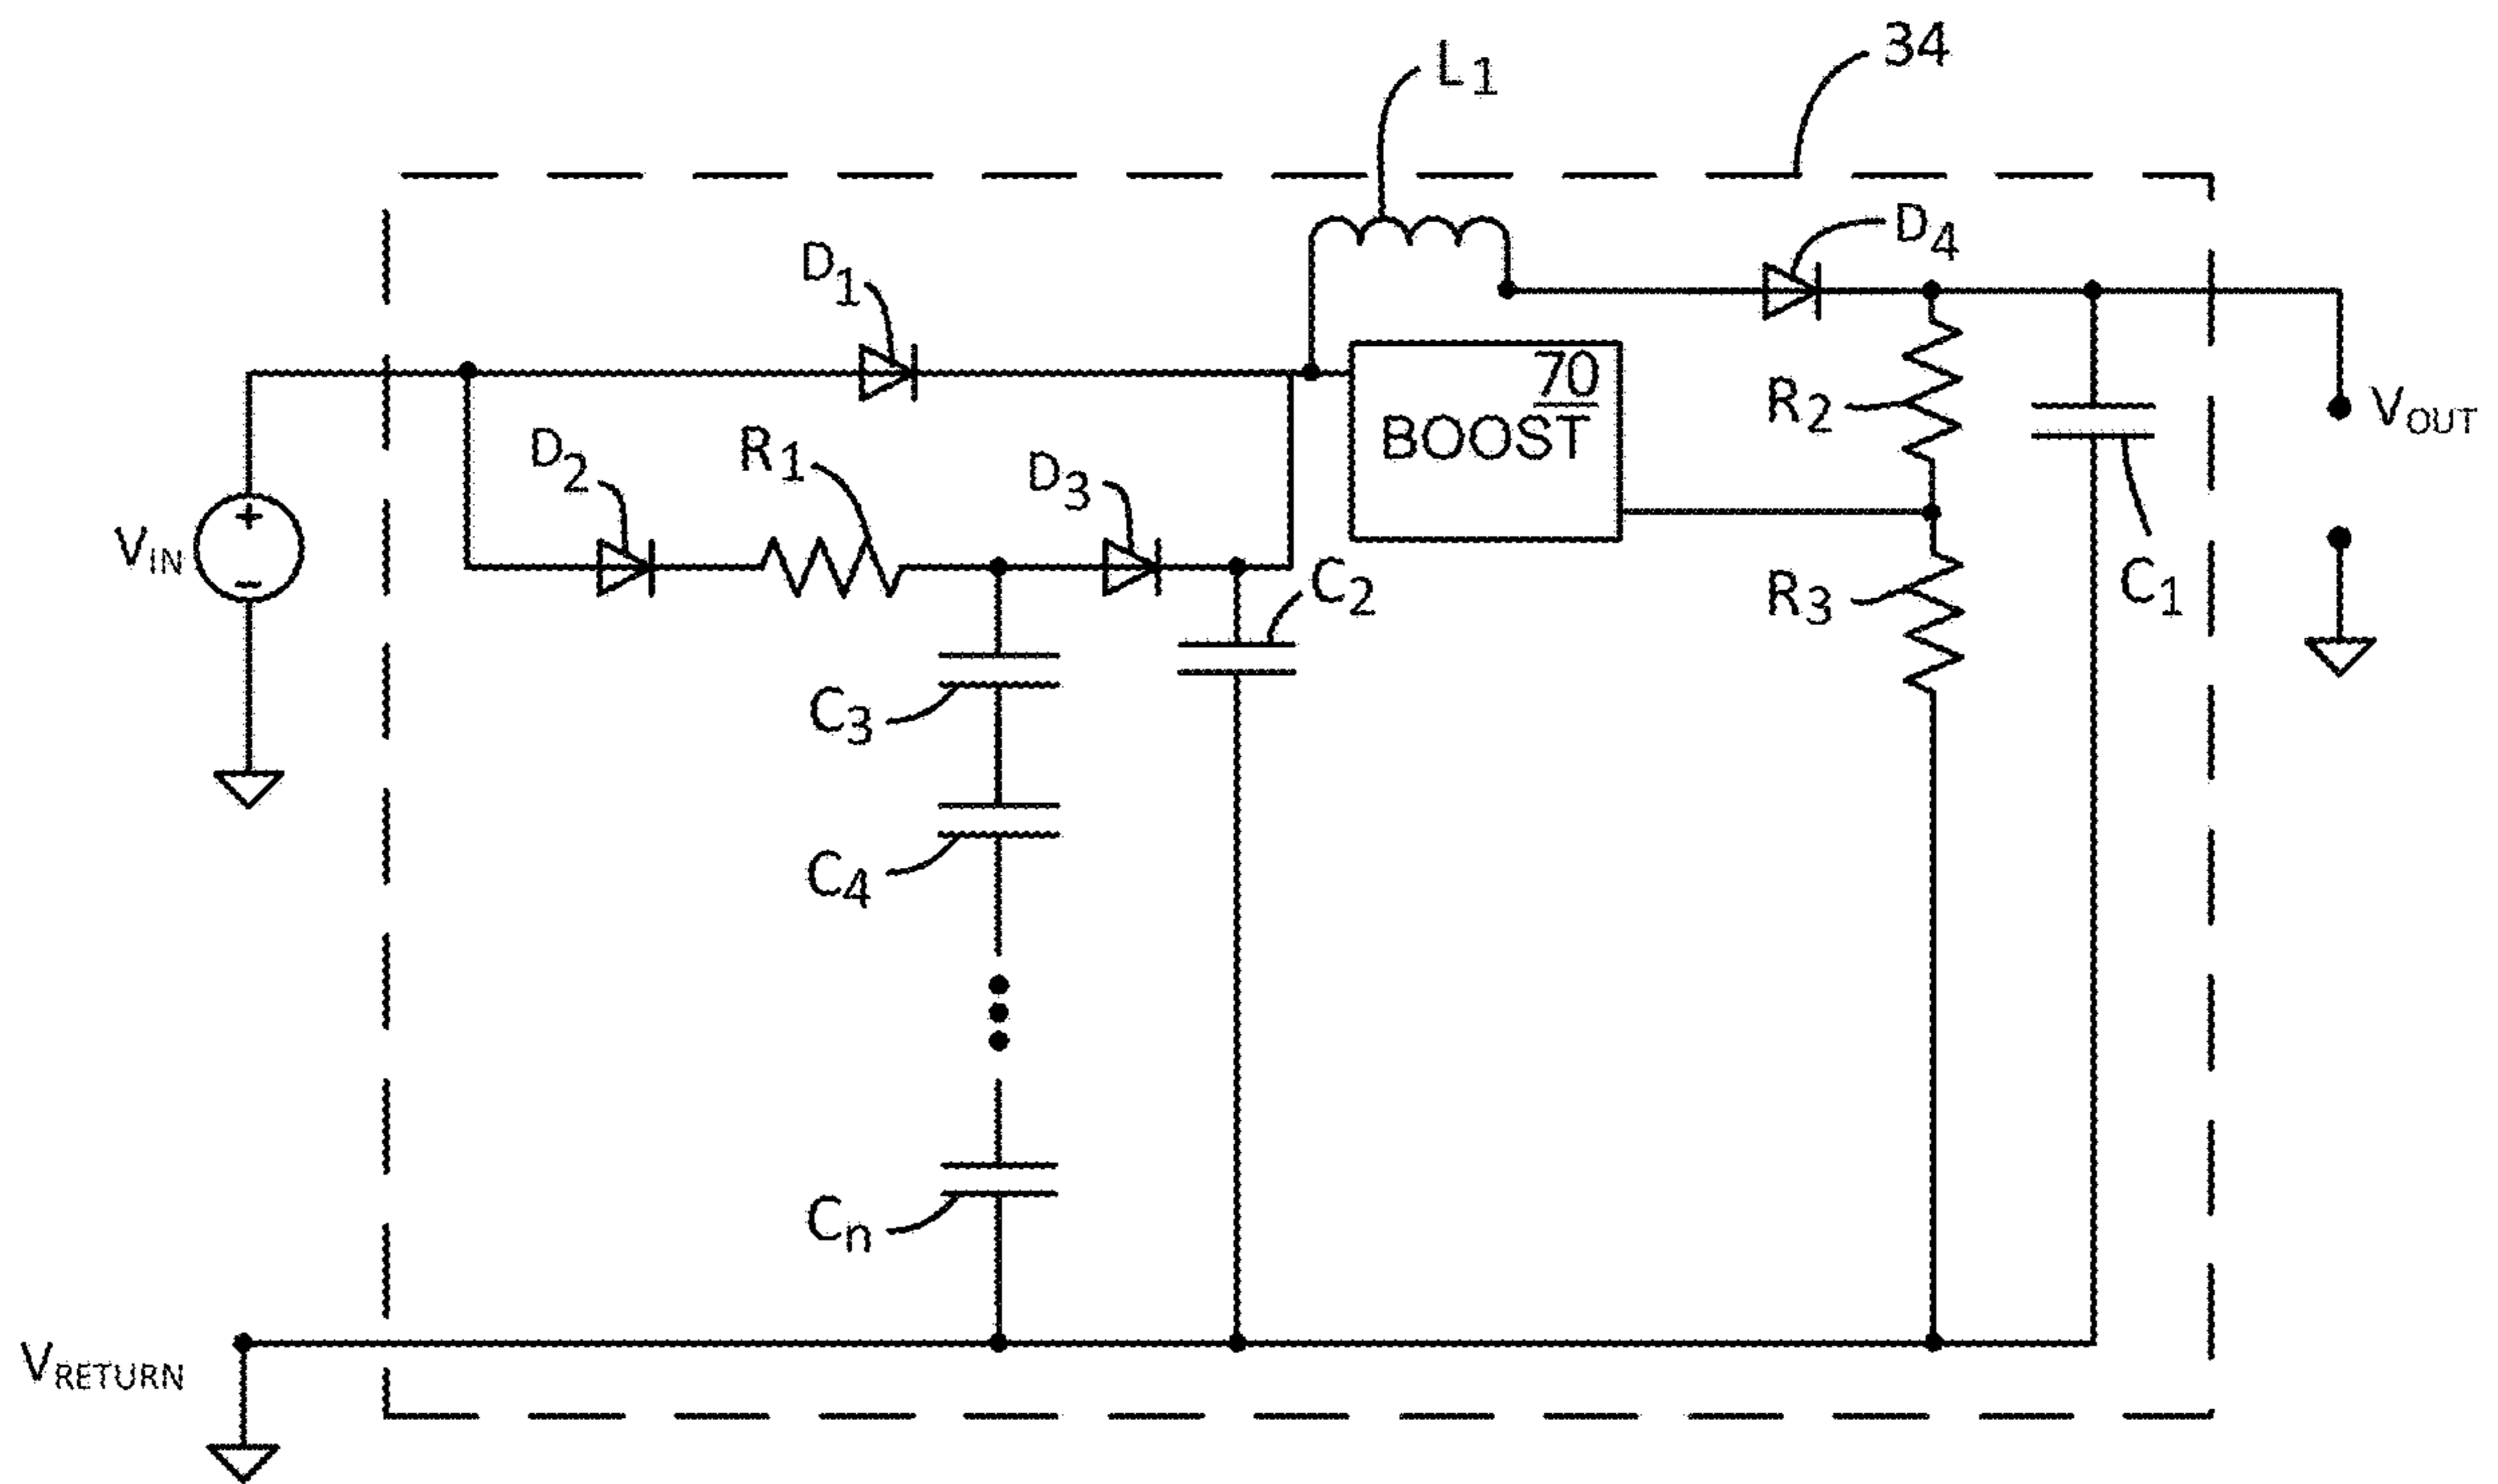 34
L1
D4
D1
70
BOOST
R2
VOUT
D2
R1
D3
VIN
C2
R3
C1
C3
C4
Cn
VRETURN